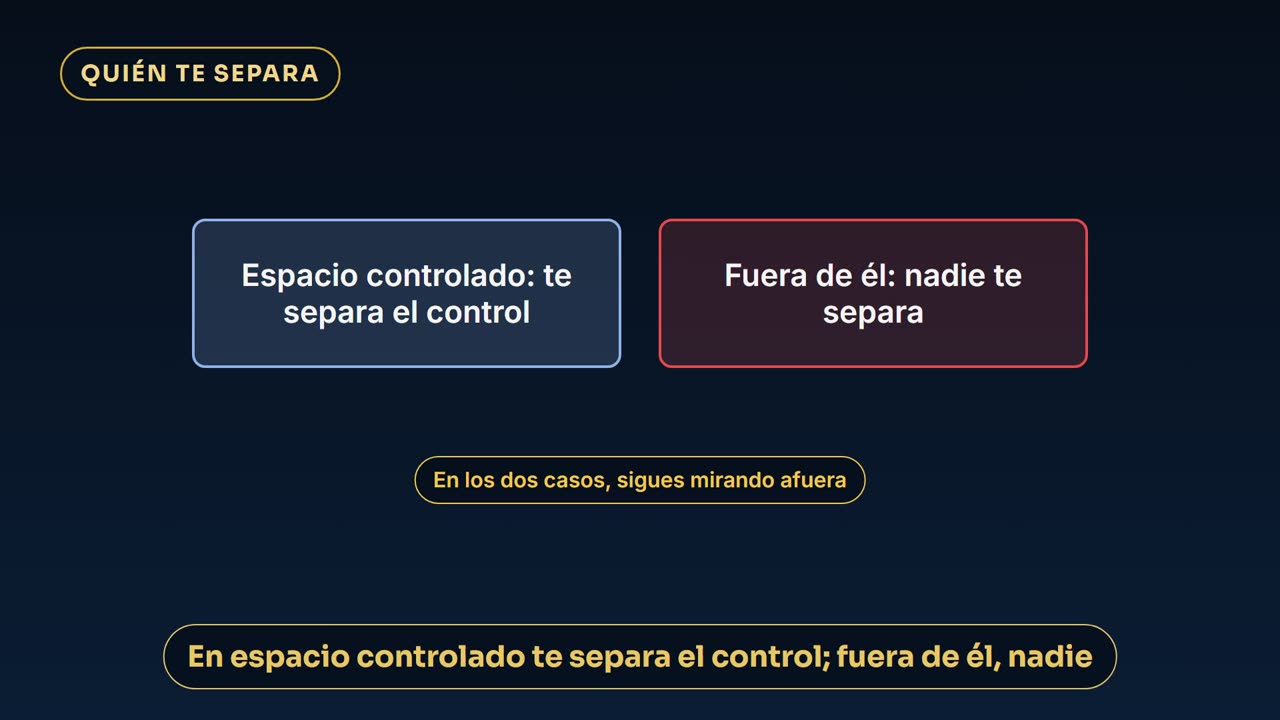 QUIÉN TE SEPARA
Espacio controlado: te
separa el control
Fuera de él: nadie te
separa
En los dos casos, sigues mirando afuera
En espacio controlado te separa el control; fuera de él, nadie